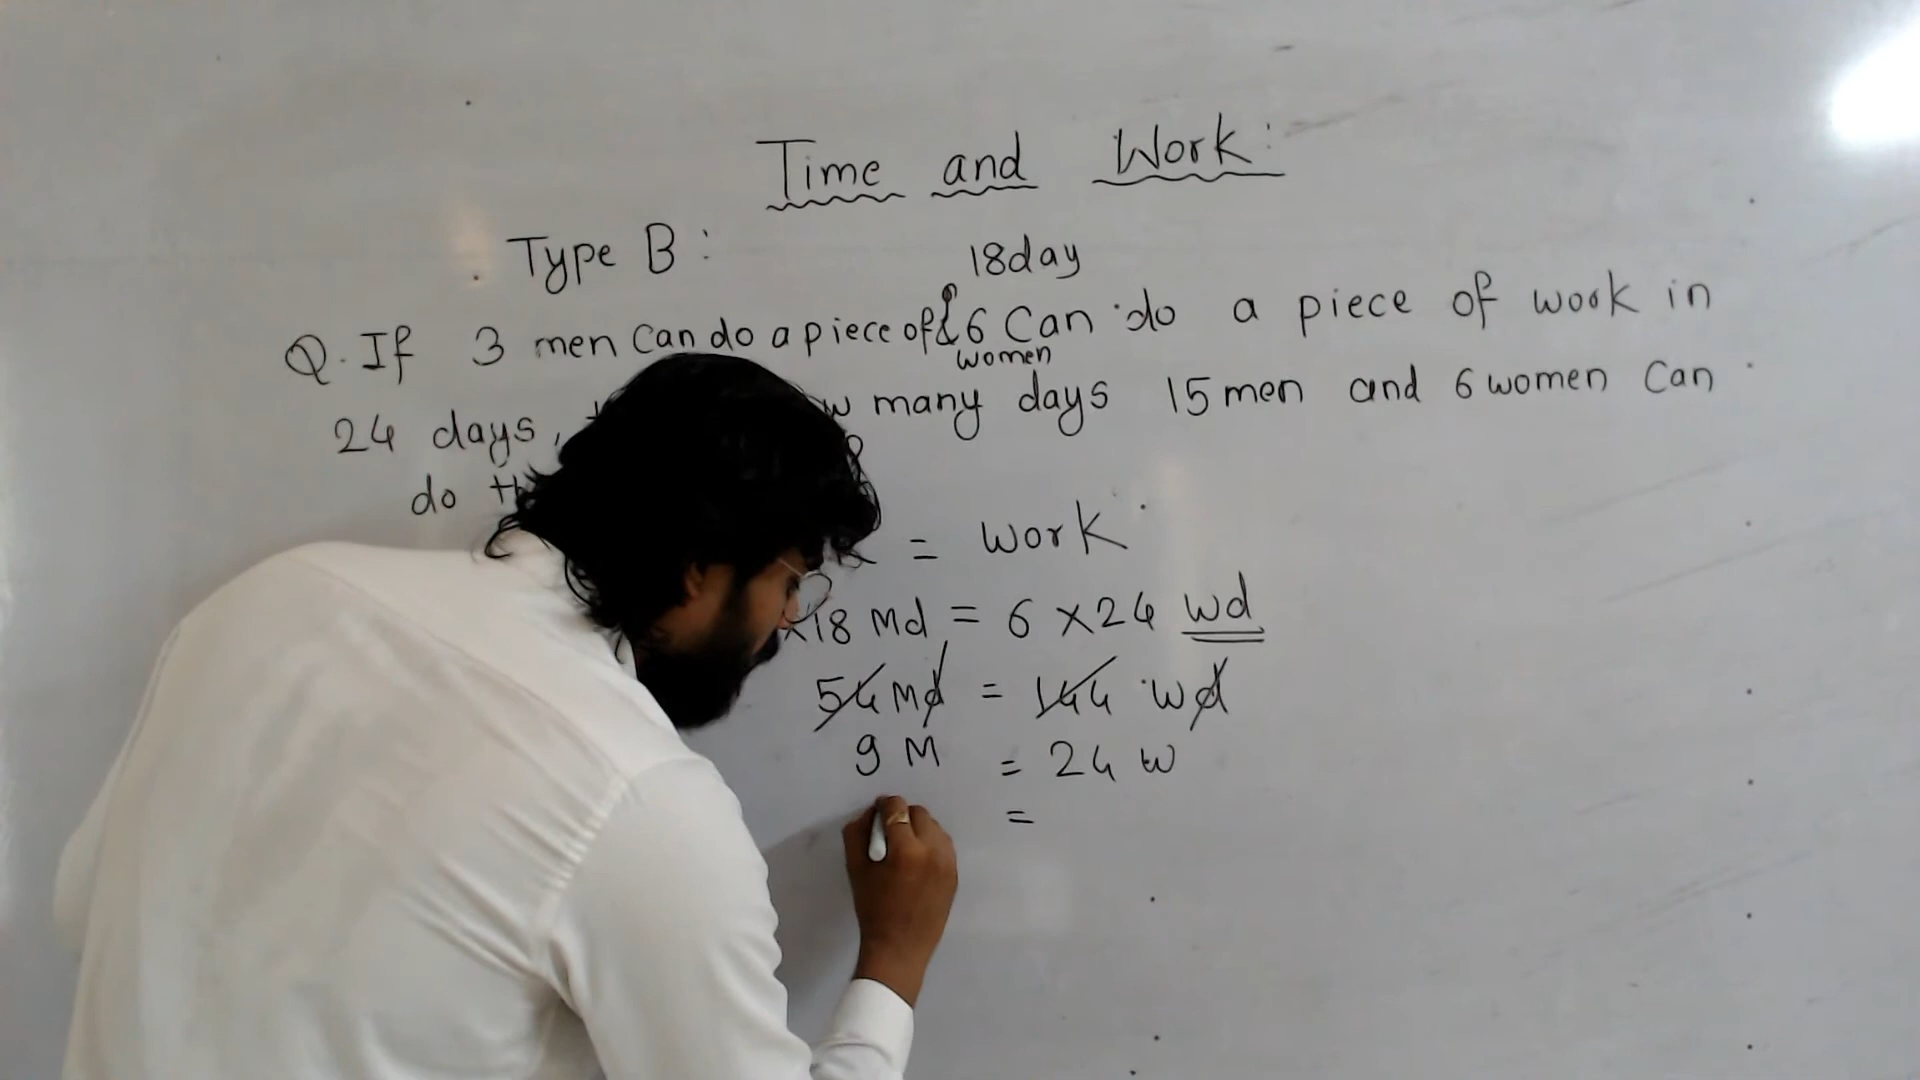 Time and Work:
Type B:
18day
Q. If 3 men can do a piece of & 6 Can do a piece of work in
women
24 days, many days 15 men and 6 women Can
do
= work
×18 Md = 6 ×24 wd
54 Md = 144 wd
9 M = 24 w
=